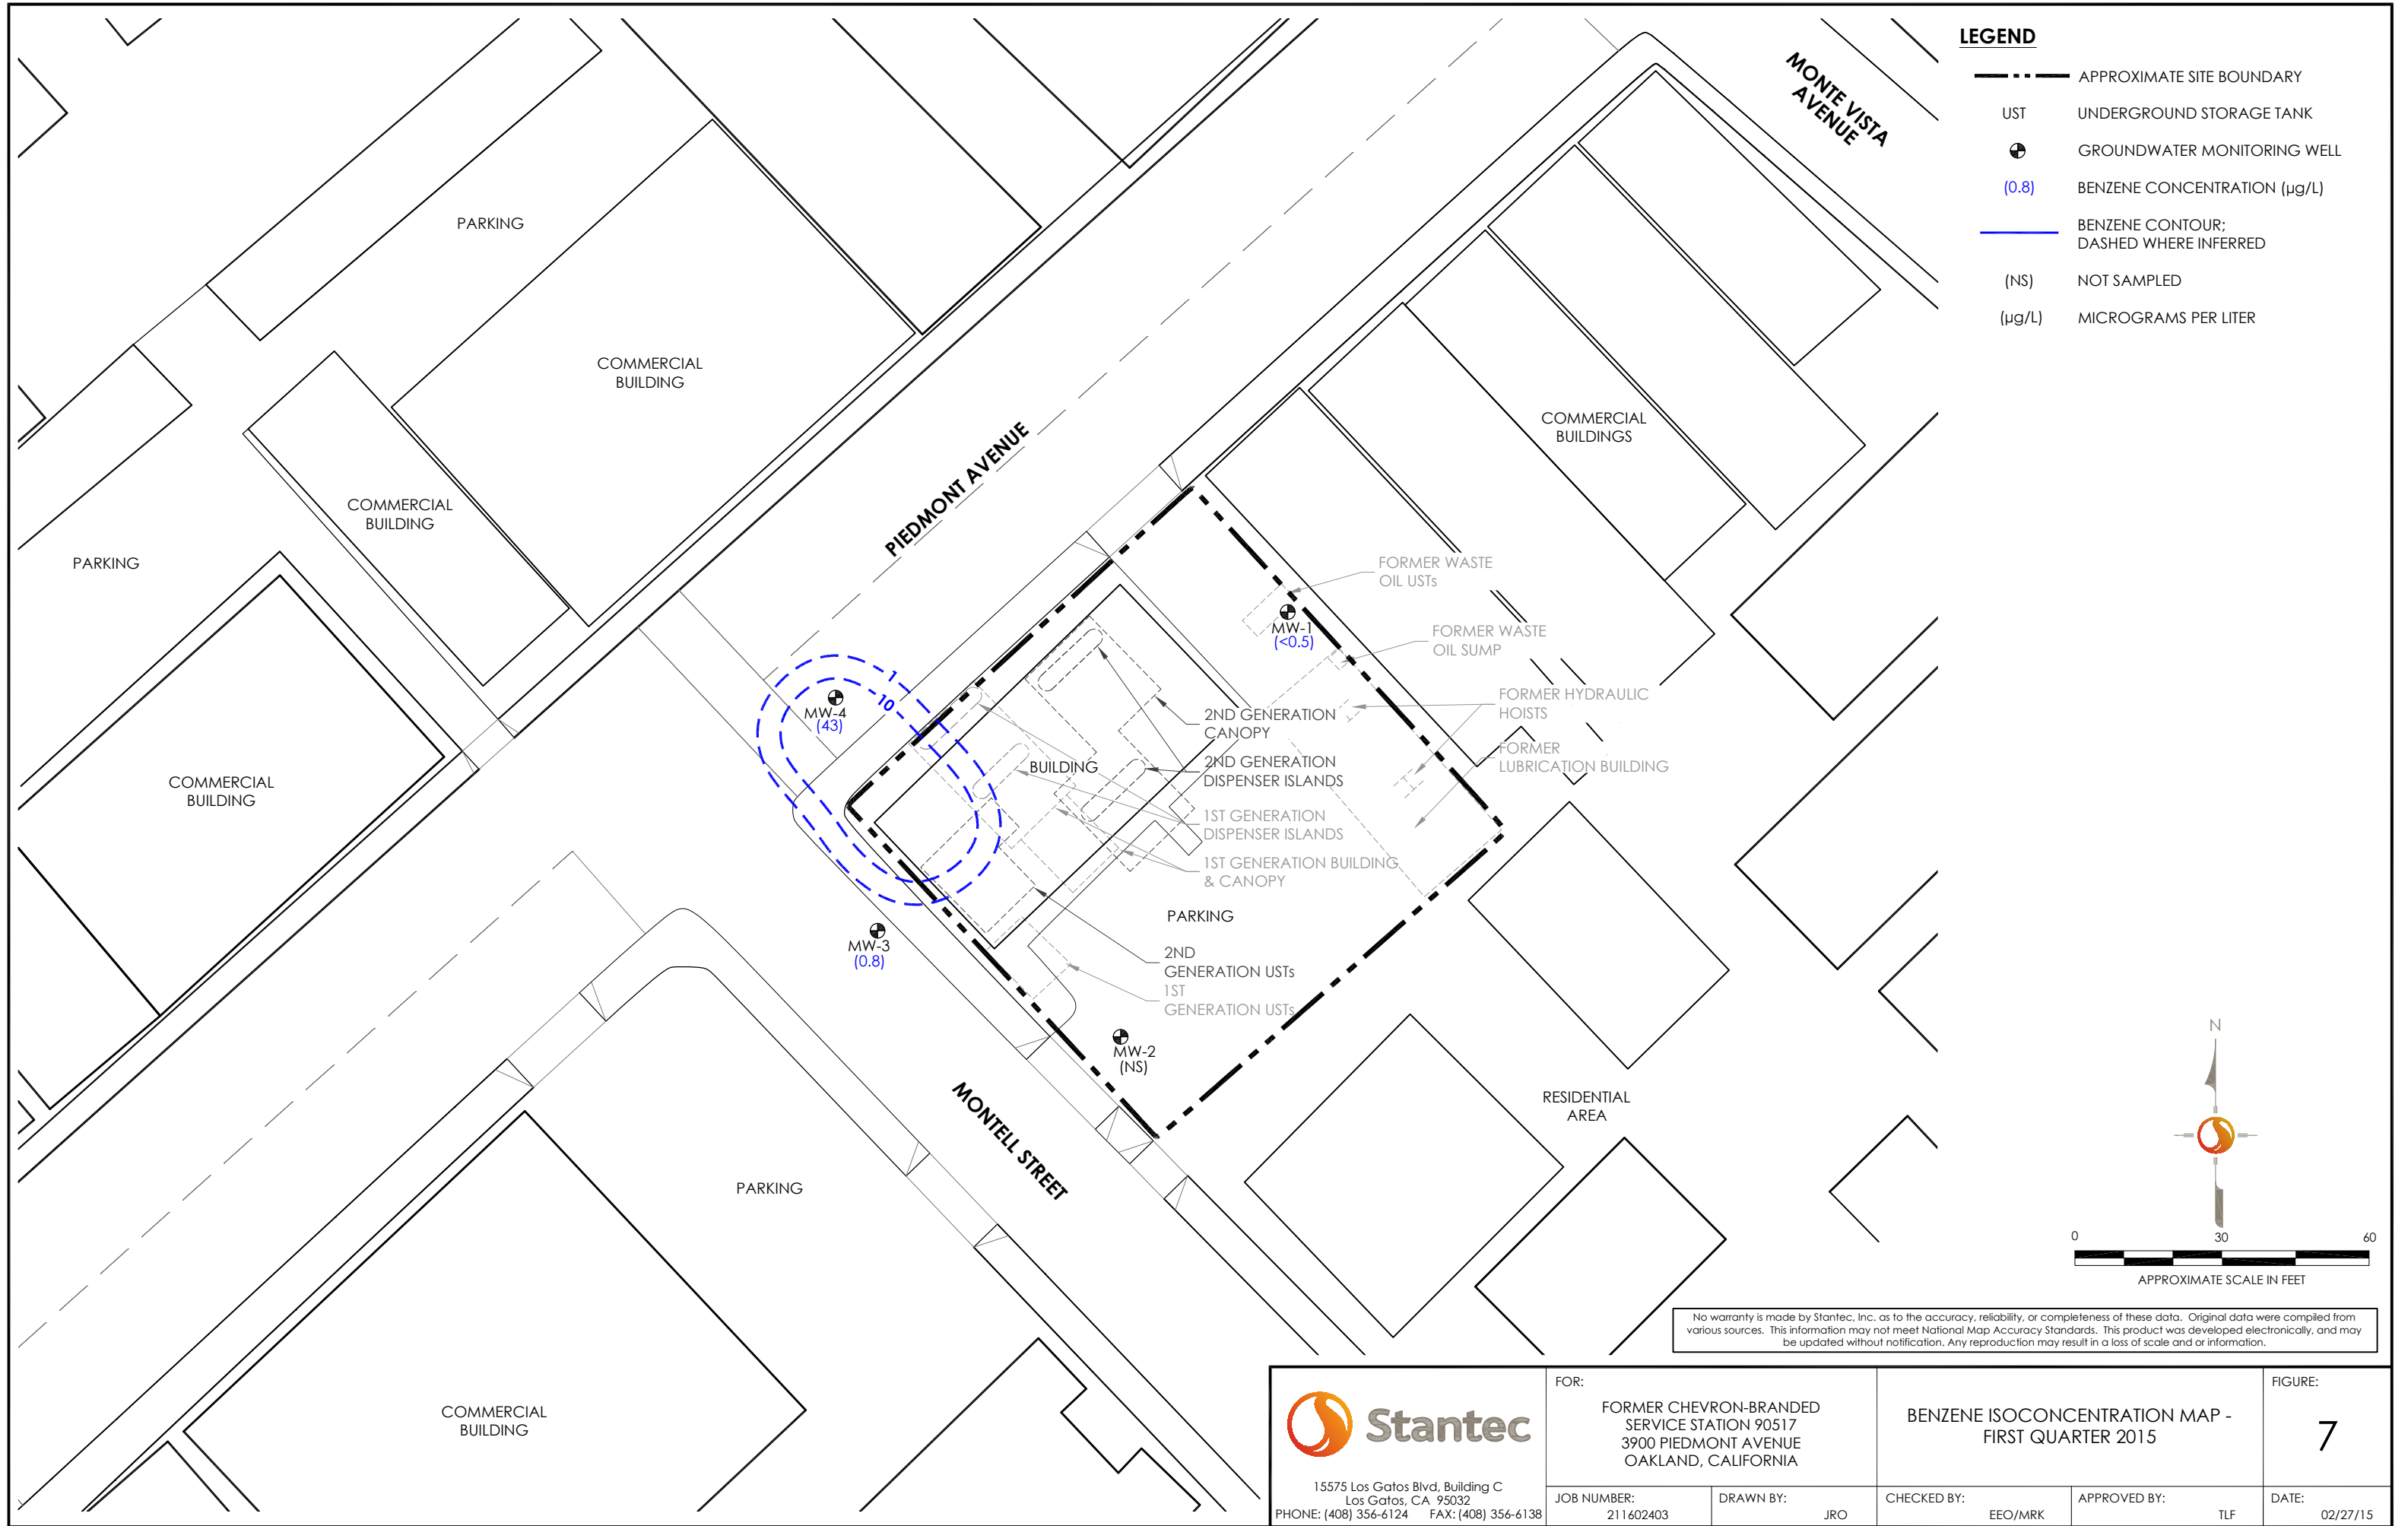 LEGEND
APPROXIMATE SITE BOUNDARY
UST UNDERGROUND STORAGE TANK
GROUNDWATER MONITORING WELL
(0.8) BENZENE CONCENTRATION (µg/L)
BENZENE CONTOUR;
DASHED WHERE INFERRED
(NS) NOT SAMPLED
(µg/L) MICROGRAMS PER LITER
MONTE VISTA
AVENUE
PARKING
COMMERCIAL
BUILDING
COMMERCIAL
BUILDING
PARKING
COMMERCIAL
BUILDING
PIEDMONT AVENUE
COMMERCIAL
BUILDINGS
FORMER WASTE
OIL USTs
MW-1
(<0.5)
FORMER WASTE
OIL SUMP
FORMER HYDRAULIC
HOISTS
FORMER
LUBRICATION BUILDING
1
10
MW-4
(43)
2ND GENERATION
CANOPY
BUILDING
2ND GENERATION
DISPENSER ISLANDS
1ST GENERATION
DISPENSER ISLANDS
1ST GENERATION BUILDING
& CANOPY
PARKING
MW-3
(0.8)
2ND
GENERATION USTs
1ST
GENERATION USTs
MW-2
(NS)
MONTELL STREET
RESIDENTIAL
AREA
PARKING
COMMERCIAL
BUILDING
N
0 30 60
APPROXIMATE SCALE IN FEET
No warranty is made by Stantec, Inc. as to the accuracy, reliability, or completeness of these data. Original data were compiled from
various sources. This information may not meet National Map Accuracy Standards. This product was developed electronically, and may
be updated without notification. Any reproduction may result in a loss of scale and or information.
Stantec
15575 Los Gatos Blvd, Building C
Los Gatos, CA 95032
PHONE: (408) 356-6124 FAX: (408) 356-6138
FOR:
FORMER CHEVRON-BRANDED
SERVICE STATION 90517
3900 PIEDMONT AVENUE
OAKLAND, CALIFORNIA
BENZENE ISOCONCENTRATION MAP -
FIRST QUARTER 2015
FIGURE:
7
JOB NUMBER:
211602403
DRAWN BY:
JRO
CHECKED BY:
EEO/MRK
APPROVED BY:
TLF
DATE:
02/27/15